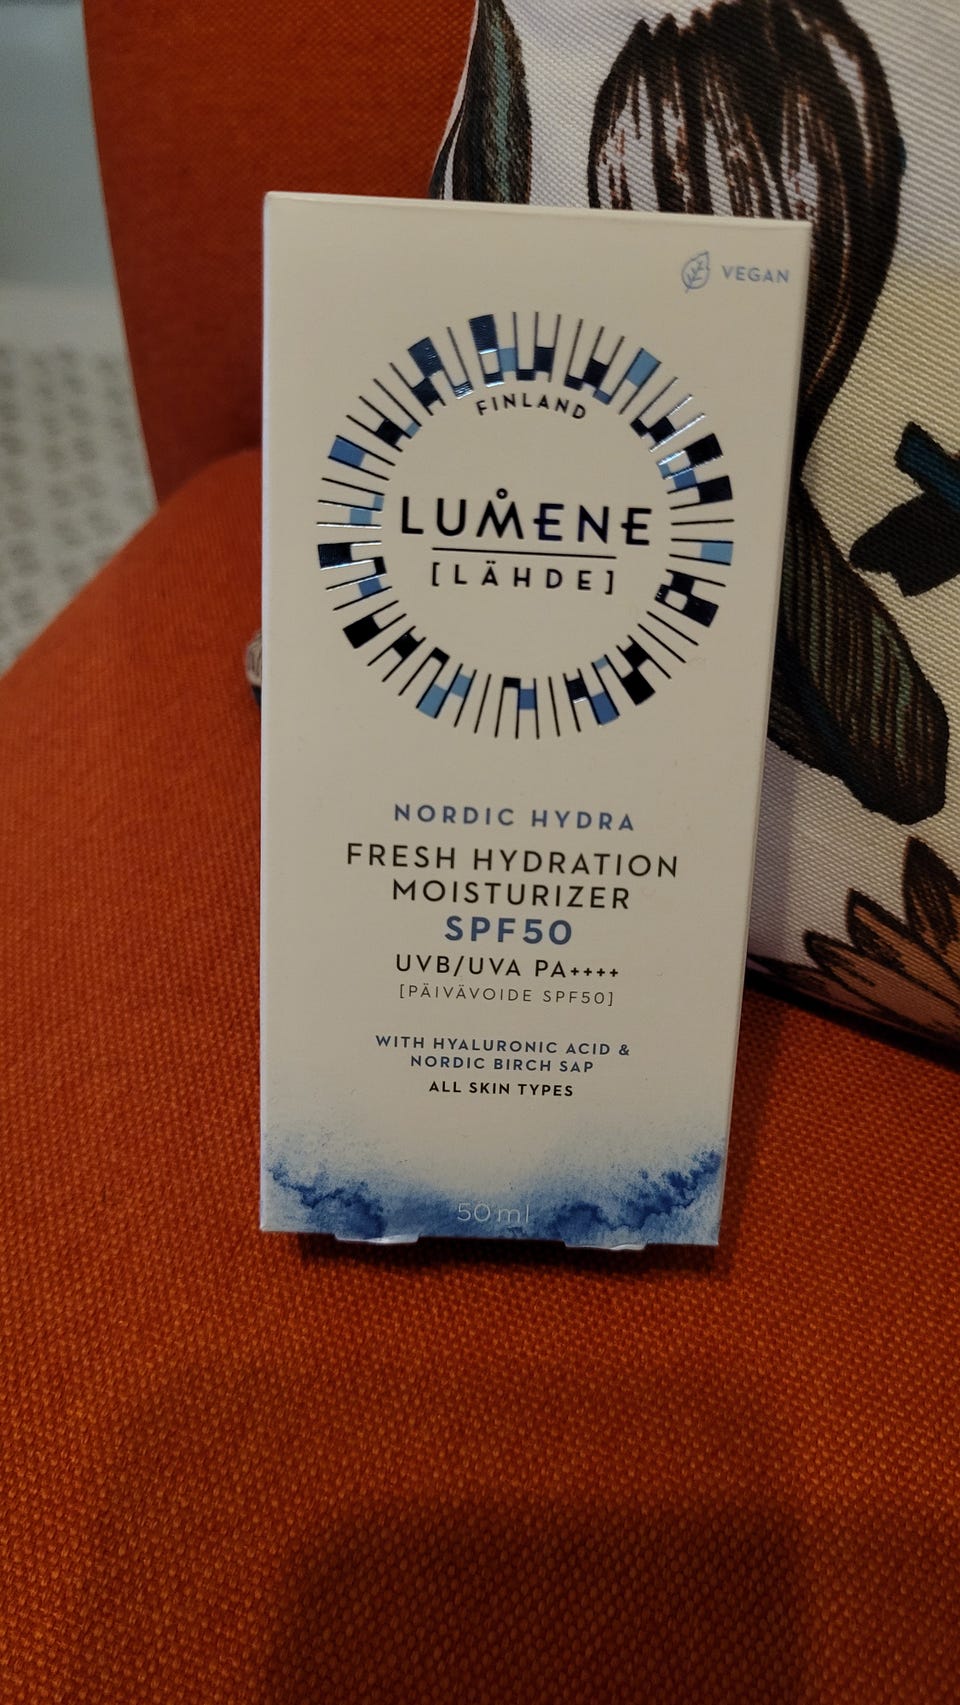 VEGAN
FINLAND
LUMENE
[LÄHDE]
NORDIC HYDRA
FRESH HYDRATION
MOISTURIZER
SPF50
UVB/UVA PA++++
[PÄIVÄVOIDE SPF50]
WITH HYALURONIC ACID &
NORDIC BIRCH SAP
ALL SKIN TYPES
50 ml